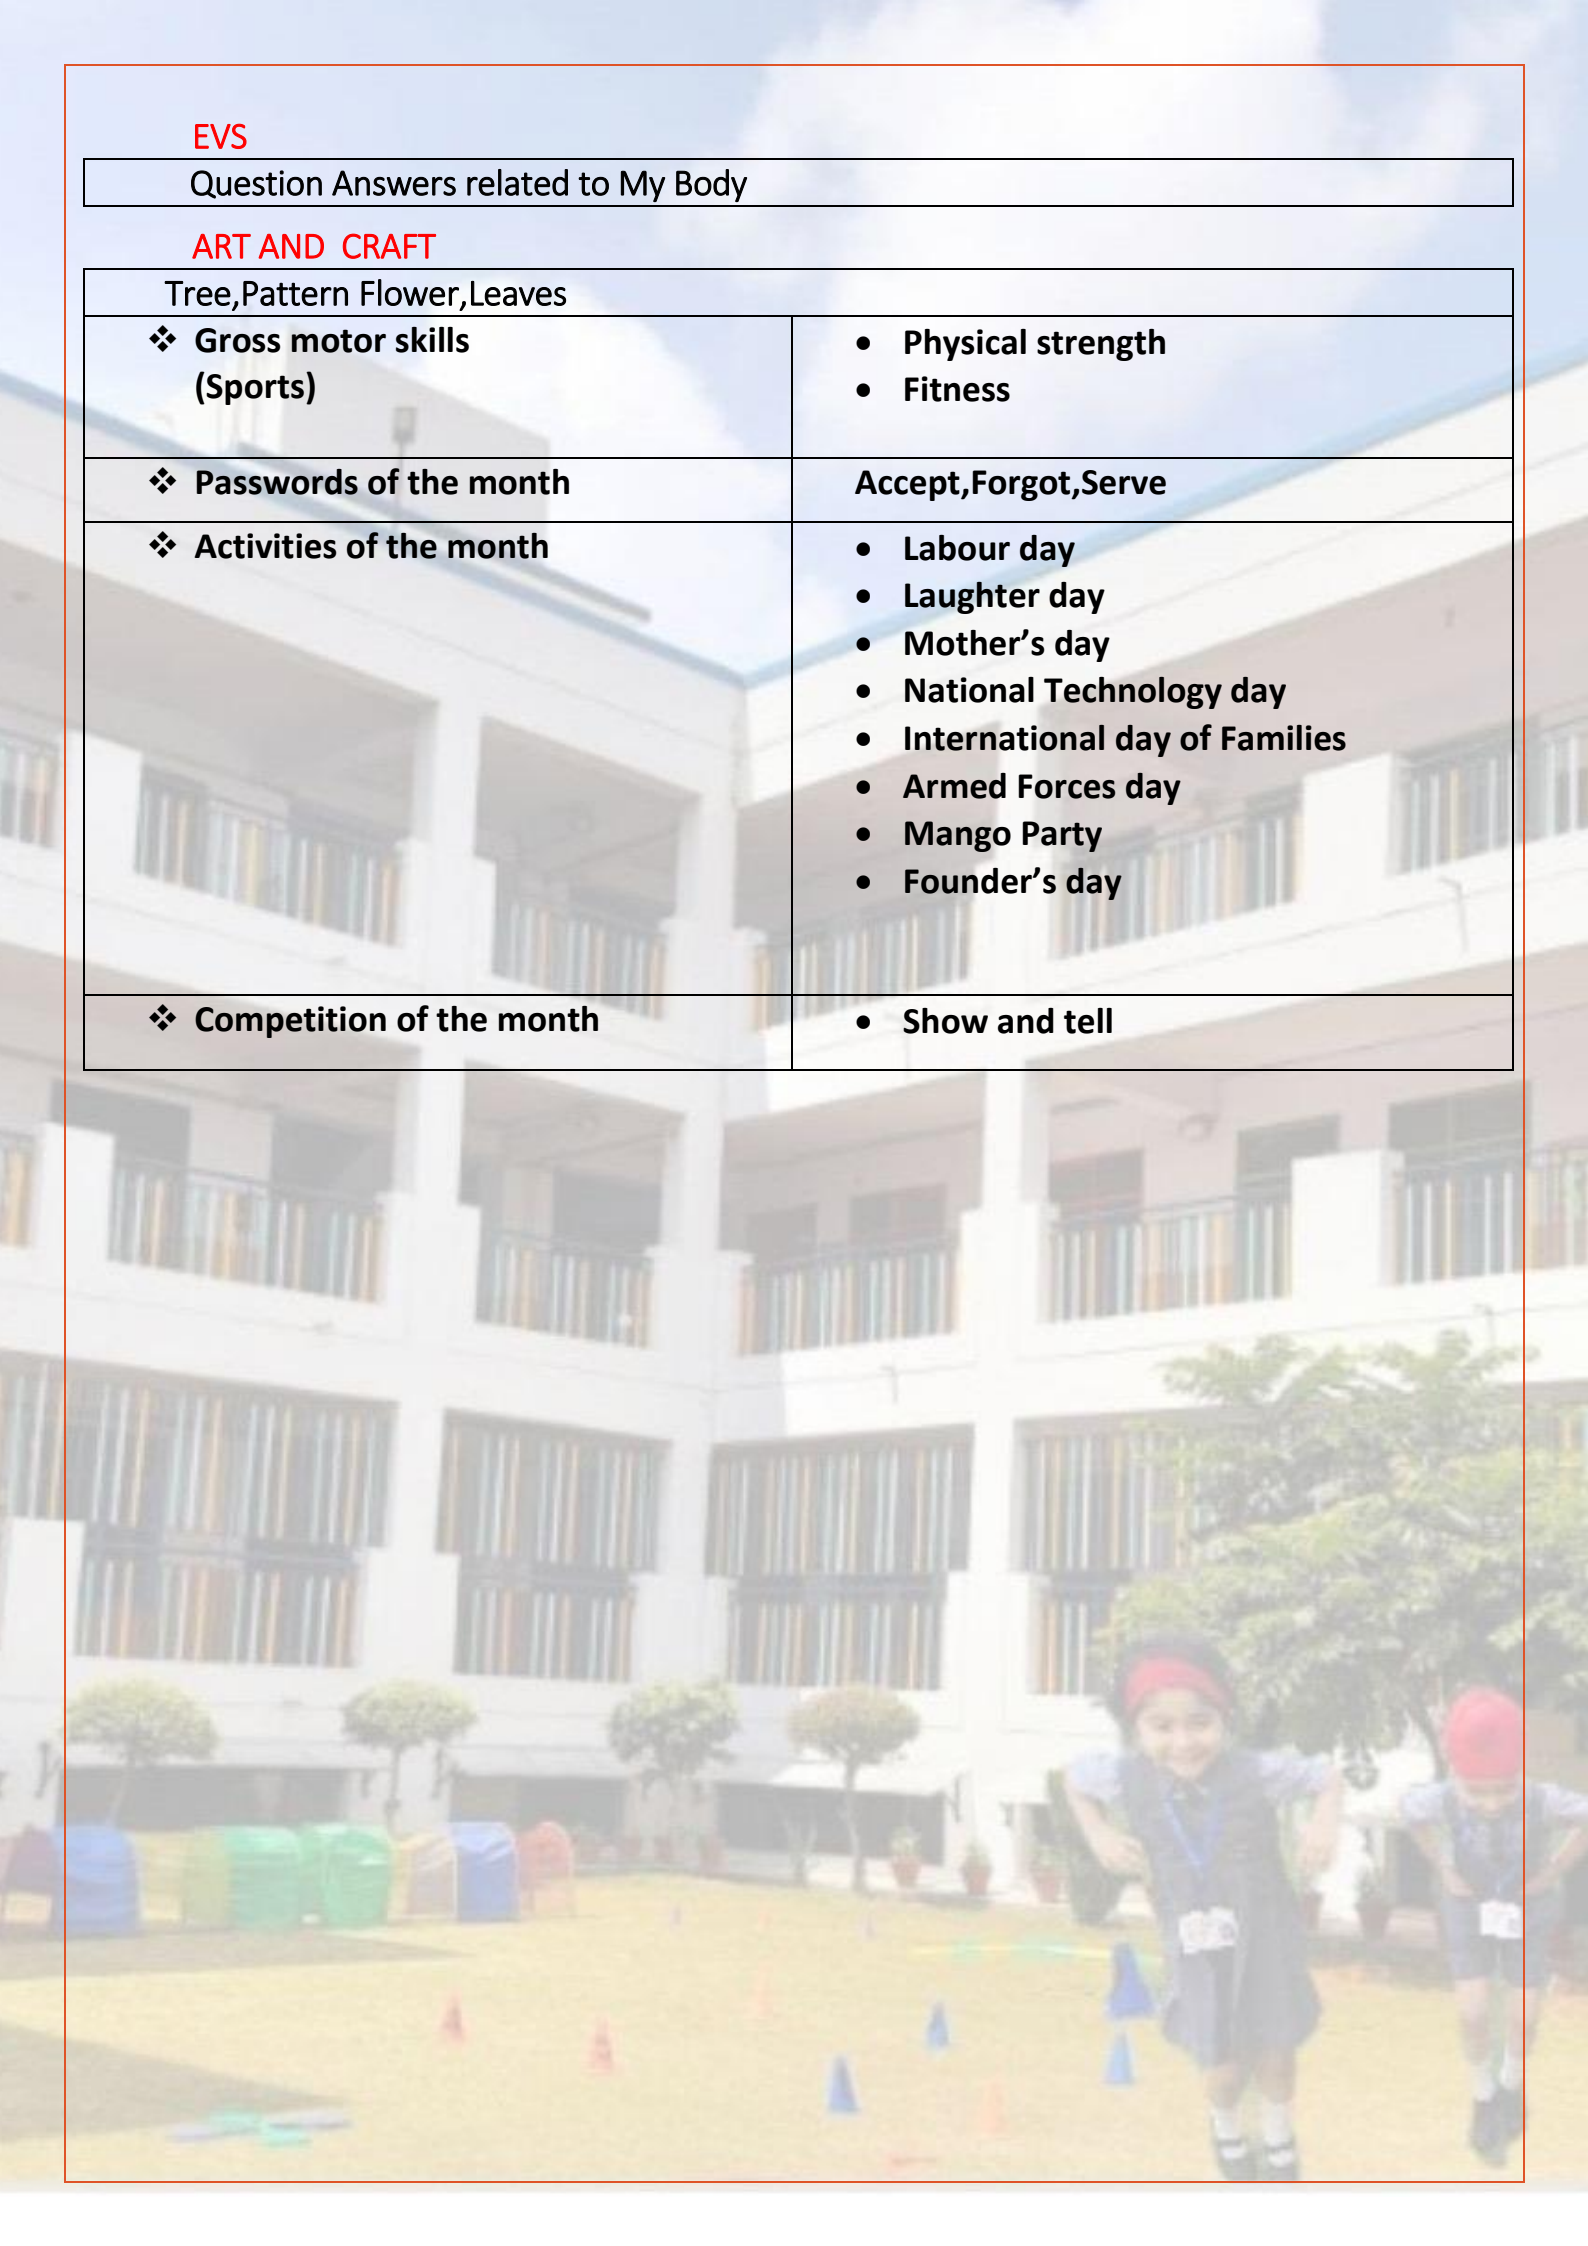 EVS
Question Answers related to My Body
ART AND CRAFT
Tree,Pattern Flower,Leaves
❖ Gross motor skills
(Sports)
• Physical strength
• Fitness
❖ Passwords of the month
Accept,Forgot,Serve
❖ Activities of the month
• Labour day
• Laughter day
• Mother’s day
• National Technology day
• International day of Families
• Armed Forces day
• Mango Party
• Founder’s day
❖ Competition of the month
• Show and tell